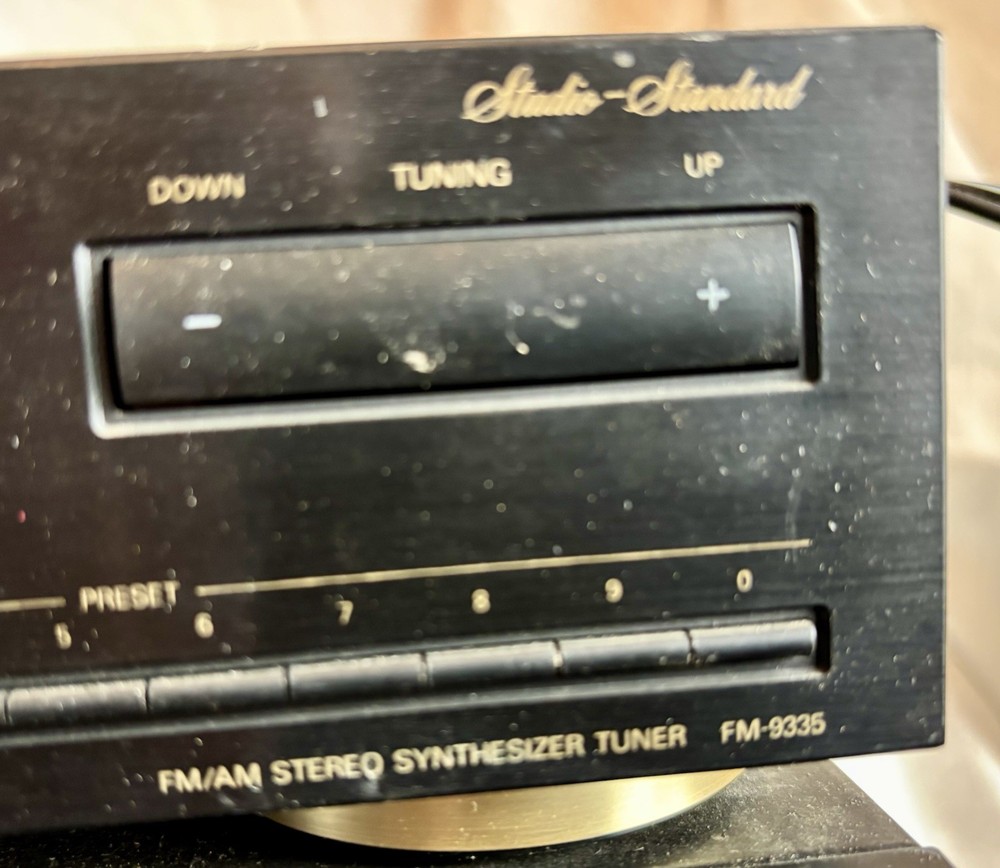 Studio-Standard
DOWN TUNING UP
- +
PRESET
5 6 7 8 9 0
FM/AM STEREO SYNTHESIZER TUNER FM-9335